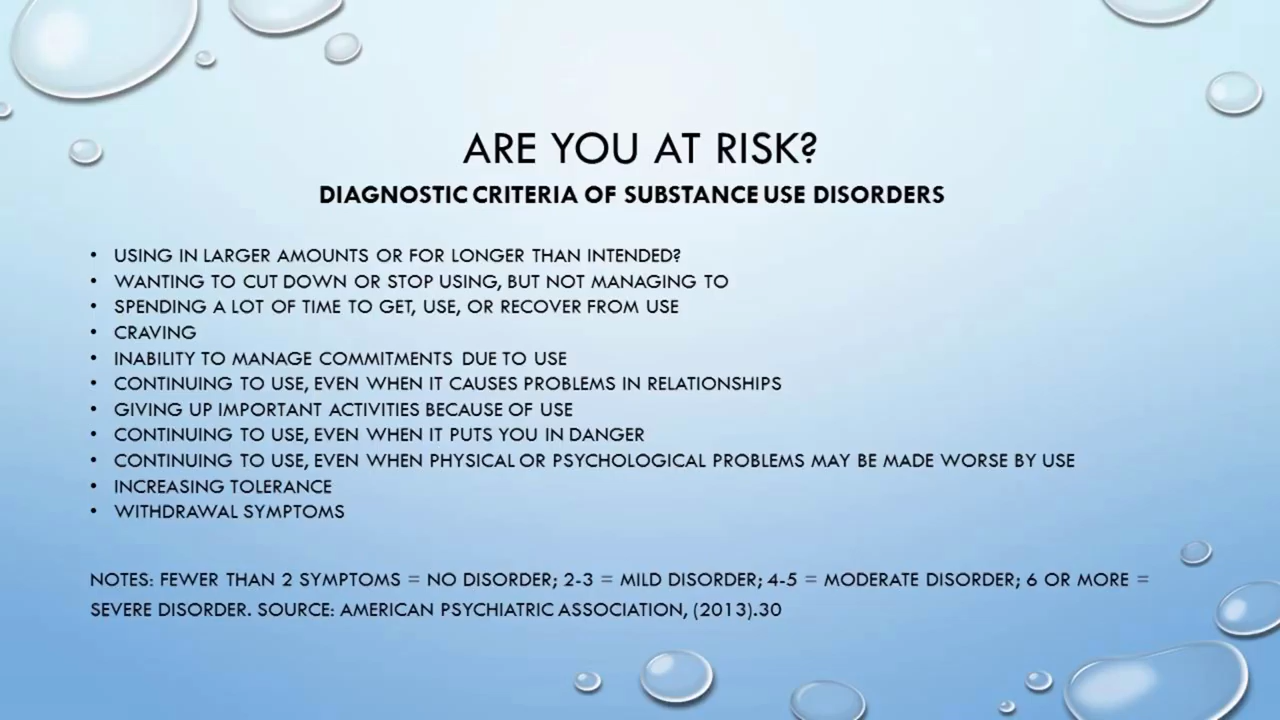 ARE YOU AT RISK?
DIAGNOSTIC CRITERIA OF SUBSTANCE USE DISORDERS
• USING IN LARGER AMOUNTS OR FOR LONGER THAN INTENDED?
• WANTING TO CUT DOWN OR STOP USING, BUT NOT MANAGING TO
• SPENDING A LOT OF TIME TO GET, USE, OR RECOVER FROM USE
• CRAVING
• INABILITY TO MANAGE COMMITMENTS DUE TO USE
• CONTINUING TO USE, EVEN WHEN IT CAUSES PROBLEMS IN RELATIONSHIPS
• GIVING UP IMPORTANT ACTIVITIES BECAUSE OF USE
• CONTINUING TO USE, EVEN WHEN IT PUTS YOU IN DANGER
• CONTINUING TO USE, EVEN WHEN PHYSICAL OR PSYCHOLOGICAL PROBLEMS MAY BE MADE WORSE BY USE
• INCREASING TOLERANCE
• WITHDRAWAL SYMPTOMS
NOTES: FEWER THAN 2 SYMPTOMS = NO DISORDER; 2-3 = MILD DISORDER; 4-5 = MODERATE DISORDER; 6 OR MORE =
SEVERE DISORDER. SOURCE: AMERICAN PSYCHIATRIC ASSOCIATION, (2013).30